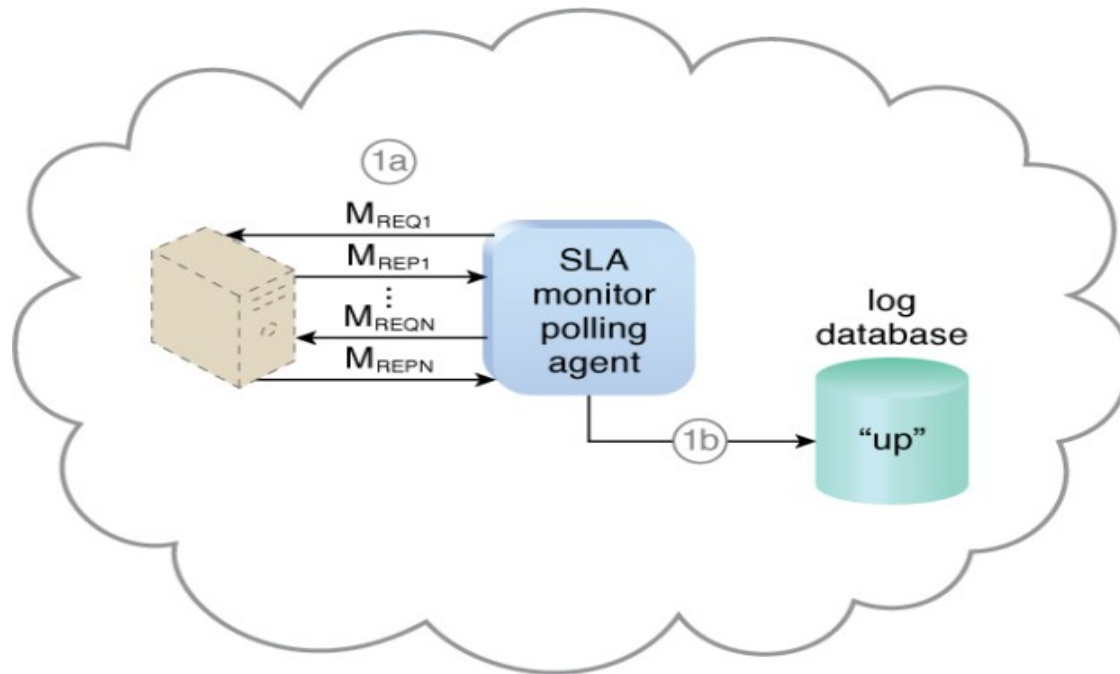 1a
MREQ1
MREP1
⋮
MREQN
MREPN
SLA
monitor
polling
agent
log
database
"up"
1b